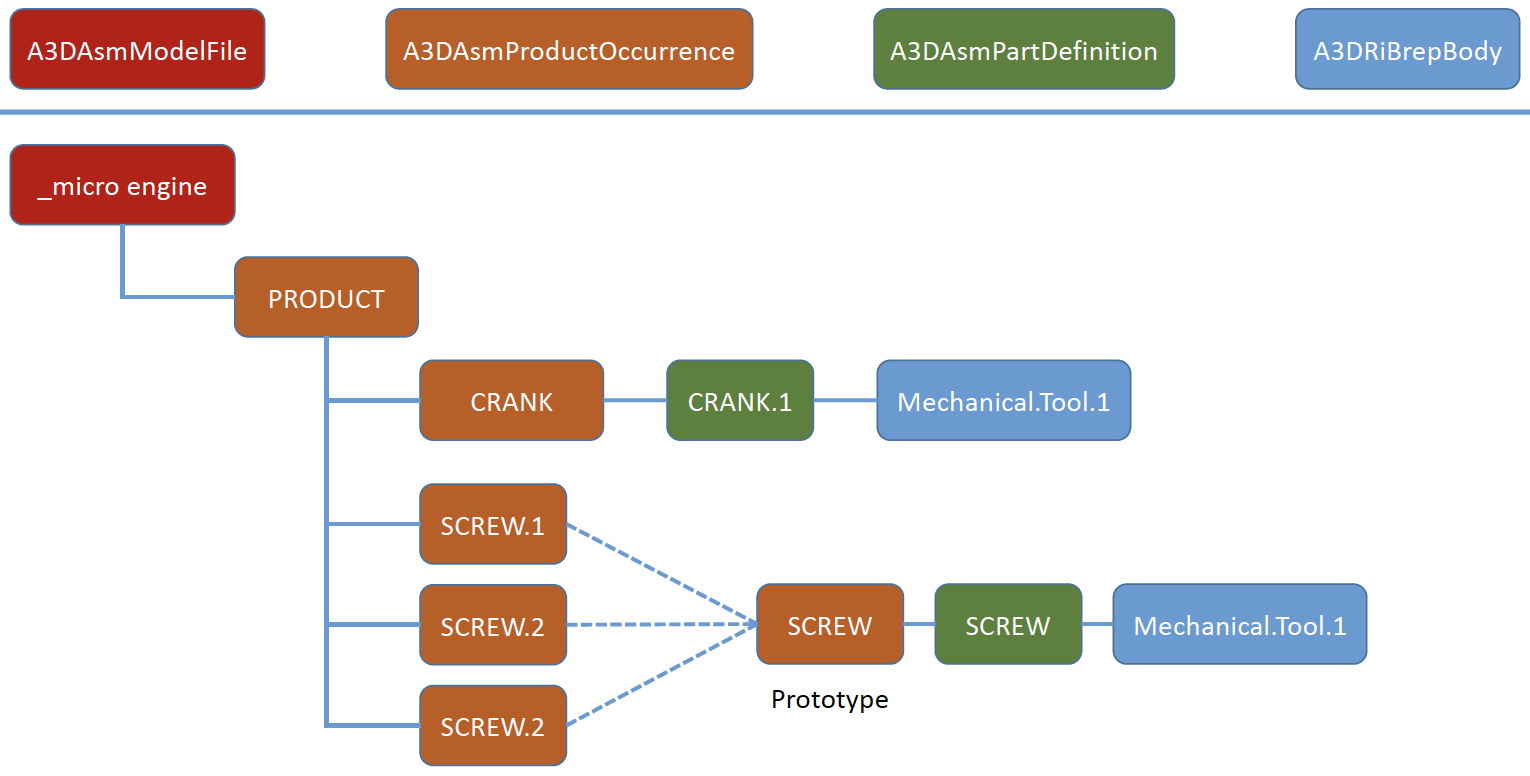 A3DAsmModelFile
A3DAsmProductOccurrence
A3DAsmPartDefinition
A3DRiBrepBody
_micro engine
PRODUCT
CRANK
CRANK.1
Mechanical.Tool.1
SCREW.1
SCREW.2
SCREW
SCREW
Mechanical.Tool.1
Prototype
SCREW.2